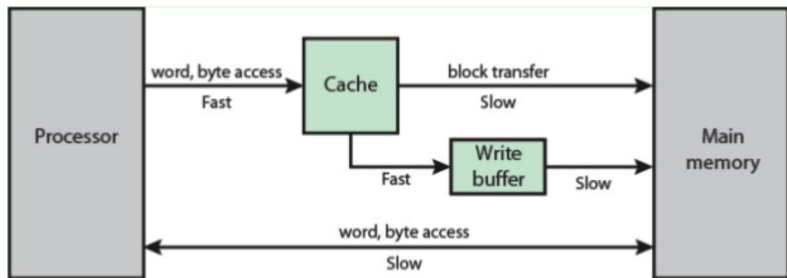 word, byte access
block transfer
Cache
Fast
Slow
Processor
Main
memory
Write
buffer
Fast
Slow
word, byte access
Slow